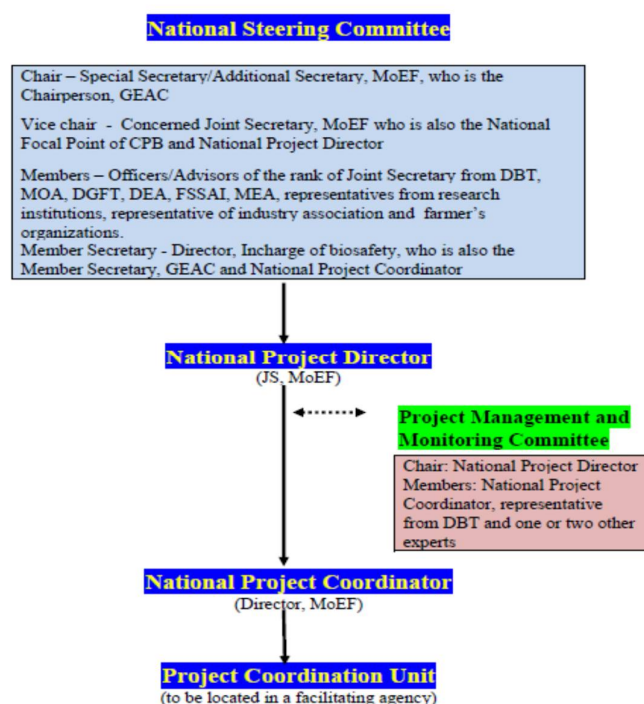 National Steering Committee
Chair – Special Secretary/Additional Secretary, MoEF, who is the
Chairperson, GEAC
Vice chair - Concerned Joint Secretary, MoEF who is also the National
Focal Point of CPB and National Project Director
Members – Officers/Advisors of the rank of Joint Secretary from DBT,
MOA, DGFT, DEA, FSSAI, MEA, representatives from research
institutions, representative of industry association and farmer's
organizations.
Member Secretary - Director, Incharge of biosafety, who is also the
Member Secretary, GEAC and National Project Coordinator
National Project Director
(JS, MoEF)
Project Management and
Monitoring Committee
Chair: National Project Director
Members: National Project
Coordinator, representative
from DBT and one or two other
experts
National Project Coordinator
(Director, MoEF)
Project Coordination Unit
(to be located in a facilitating agency)